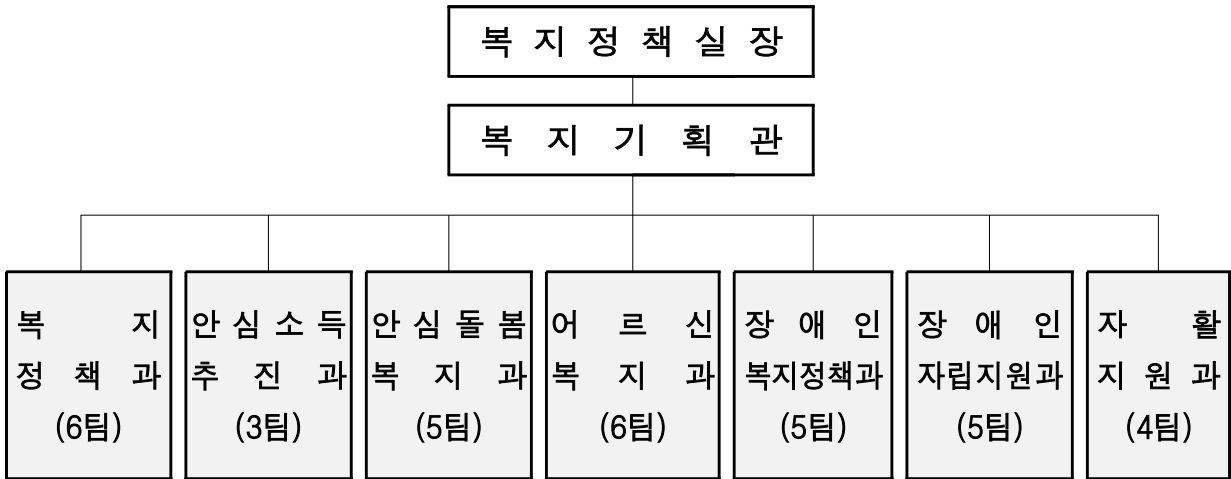 복지정책실장
복지기획관
복지
정책과
(6팀)
안심소득
추진과
(3팀)
안심돌봄
복지과
(5팀)
어르신
복지과
(6팀)
장애인
복지정책과
(5팀)
장애인
자립지원과
(5팀)
자활
지원과
(4팀)